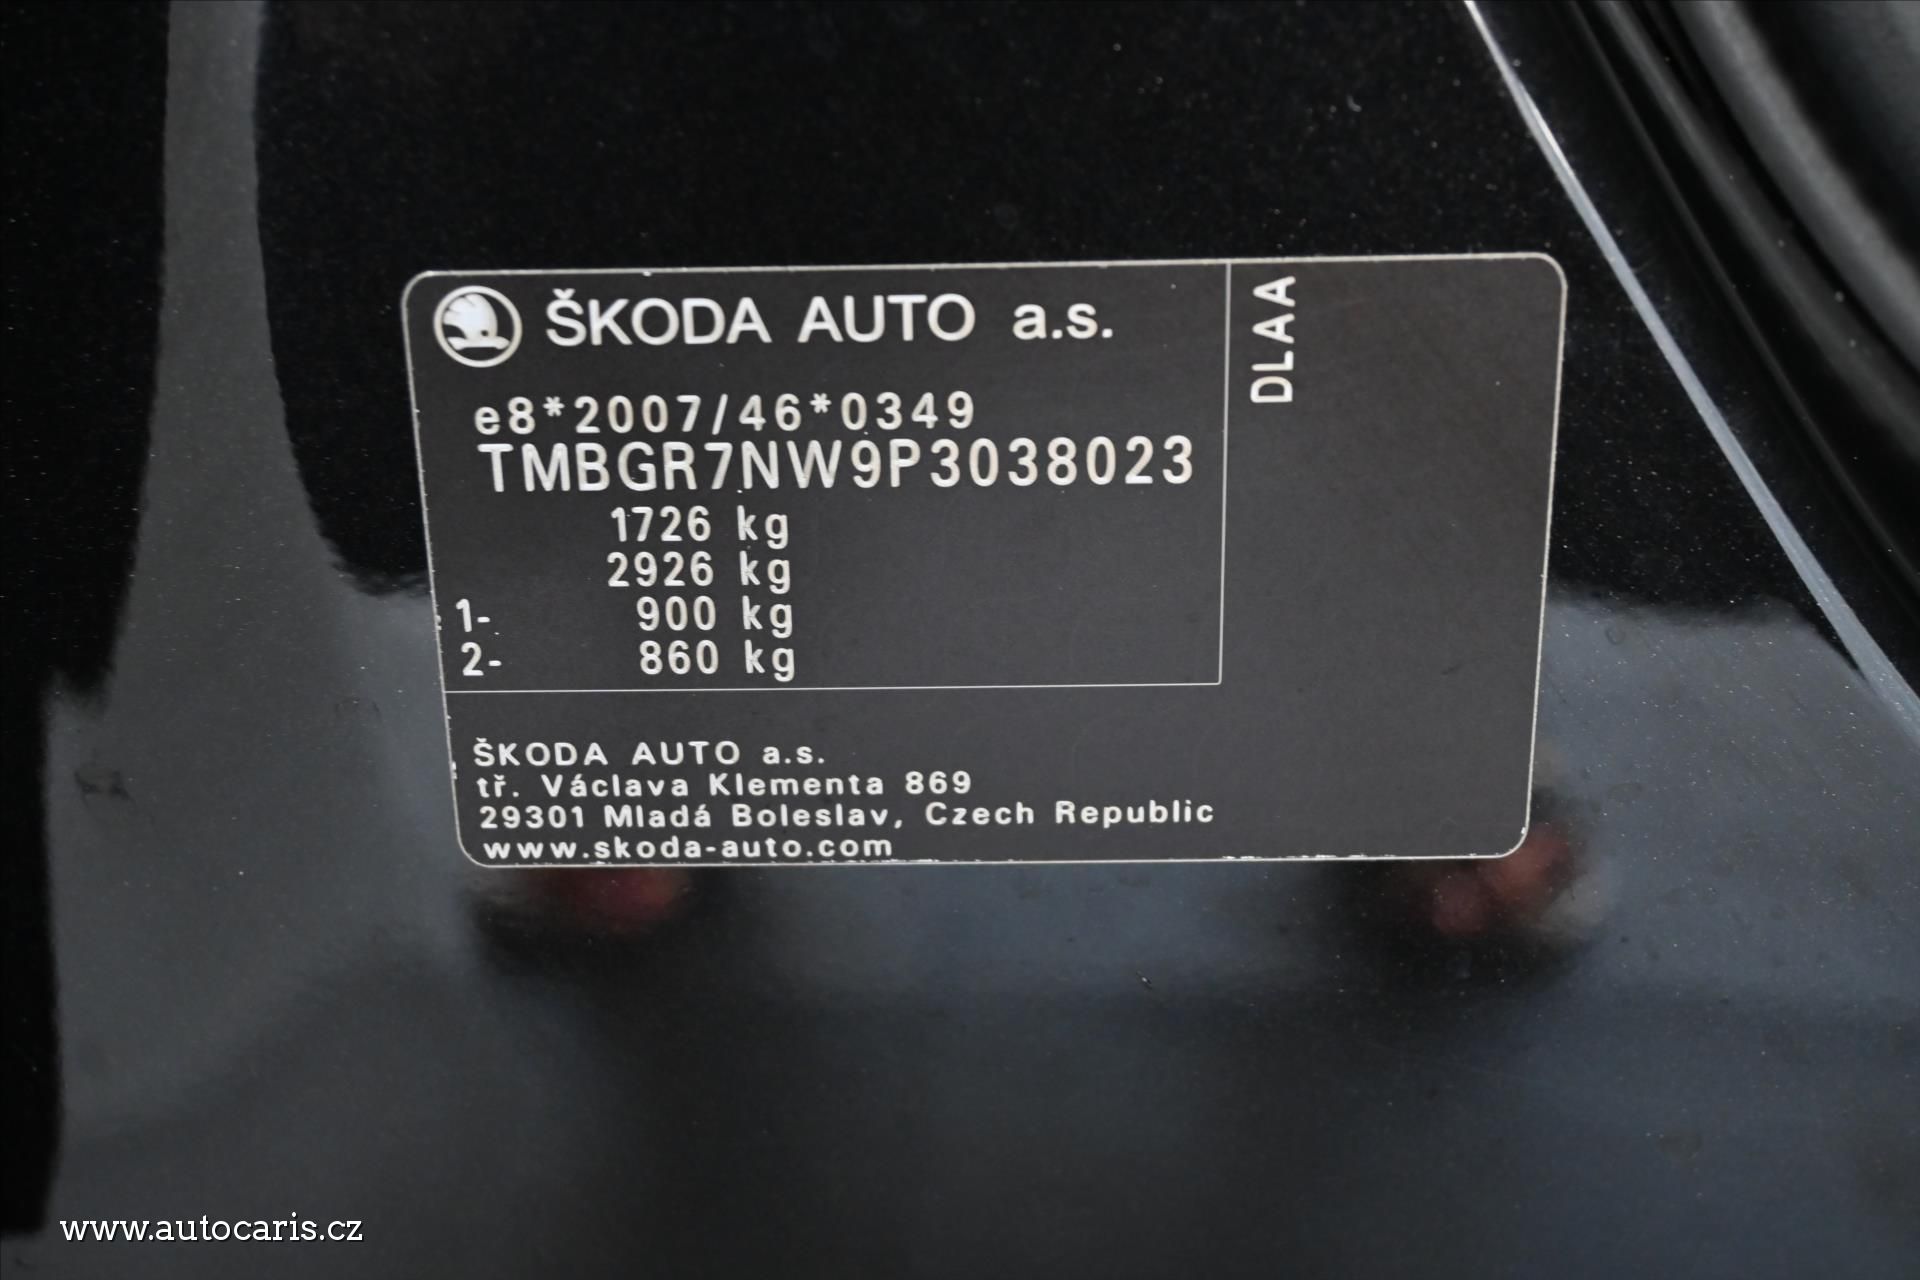 ŠKODA AUTO a.s.
e8*2007/46*0349
TMBGR7NW9P3038023
1726 kg
2926 kg
1- 900 kg
2- 860 kg
DLAA
ŠKODA AUTO a.s.
tř. Václava Klementa 869
29301 Mladá Boleslav, Czech Republic
www.skoda-auto.com
www.autocaris.cz